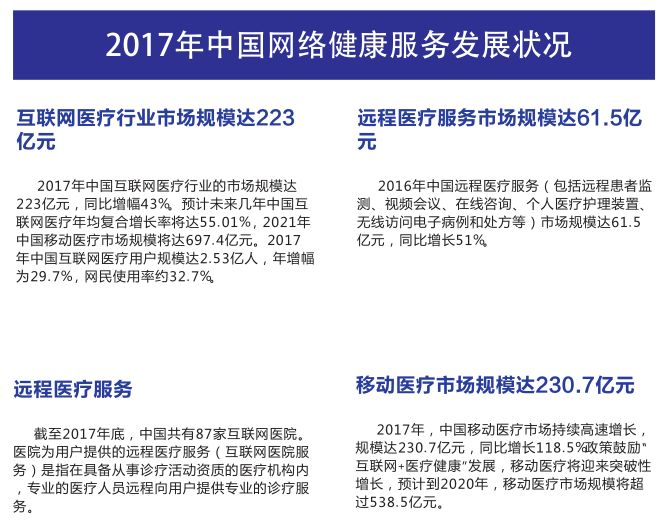 2017年中国网络健康服务发展状况
互联网医疗行业市场规模达223
亿元
2017年中国互联网医疗行业的市场规模达
223亿元，同比增幅43%。预计未来几年中国互
联网医疗年均复合增长率将达55.01%，2021年
中国移动医疗市场规模将达697.4亿元。2017
年中国互联网医疗用户规模达2.53亿人，年增幅
为29.7%，网民使用率约32.7%。
远程医疗服务市场规模达61.5亿
元
2016年中国远程医疗服务（包括远程患者监
测、视频会议、在线咨询、个人医疗护理装置、
无线访问电子病例和处方等）市场规模达61.5
亿元，同比增长51%。
远程医疗服务
截至2017年底，中国共有87家互联网医院。
医院为用户提供的远程医疗服务（互联网医院服
务）是指在具备从事诊疗活动资质的医疗机构内
，专业的医疗人员远程向用户提供专业的诊疗服
务。
移动医疗市场规模达230.7亿元
2017年，中国移动医疗市场持续高速增长，
规模达230.7亿元，同比增长118.5%政策鼓励“
互联网+医疗健康”发展，移动医疗将迎来突破性
增长，预计到2020年，移动医疗市场规模将超
过538.5亿元。